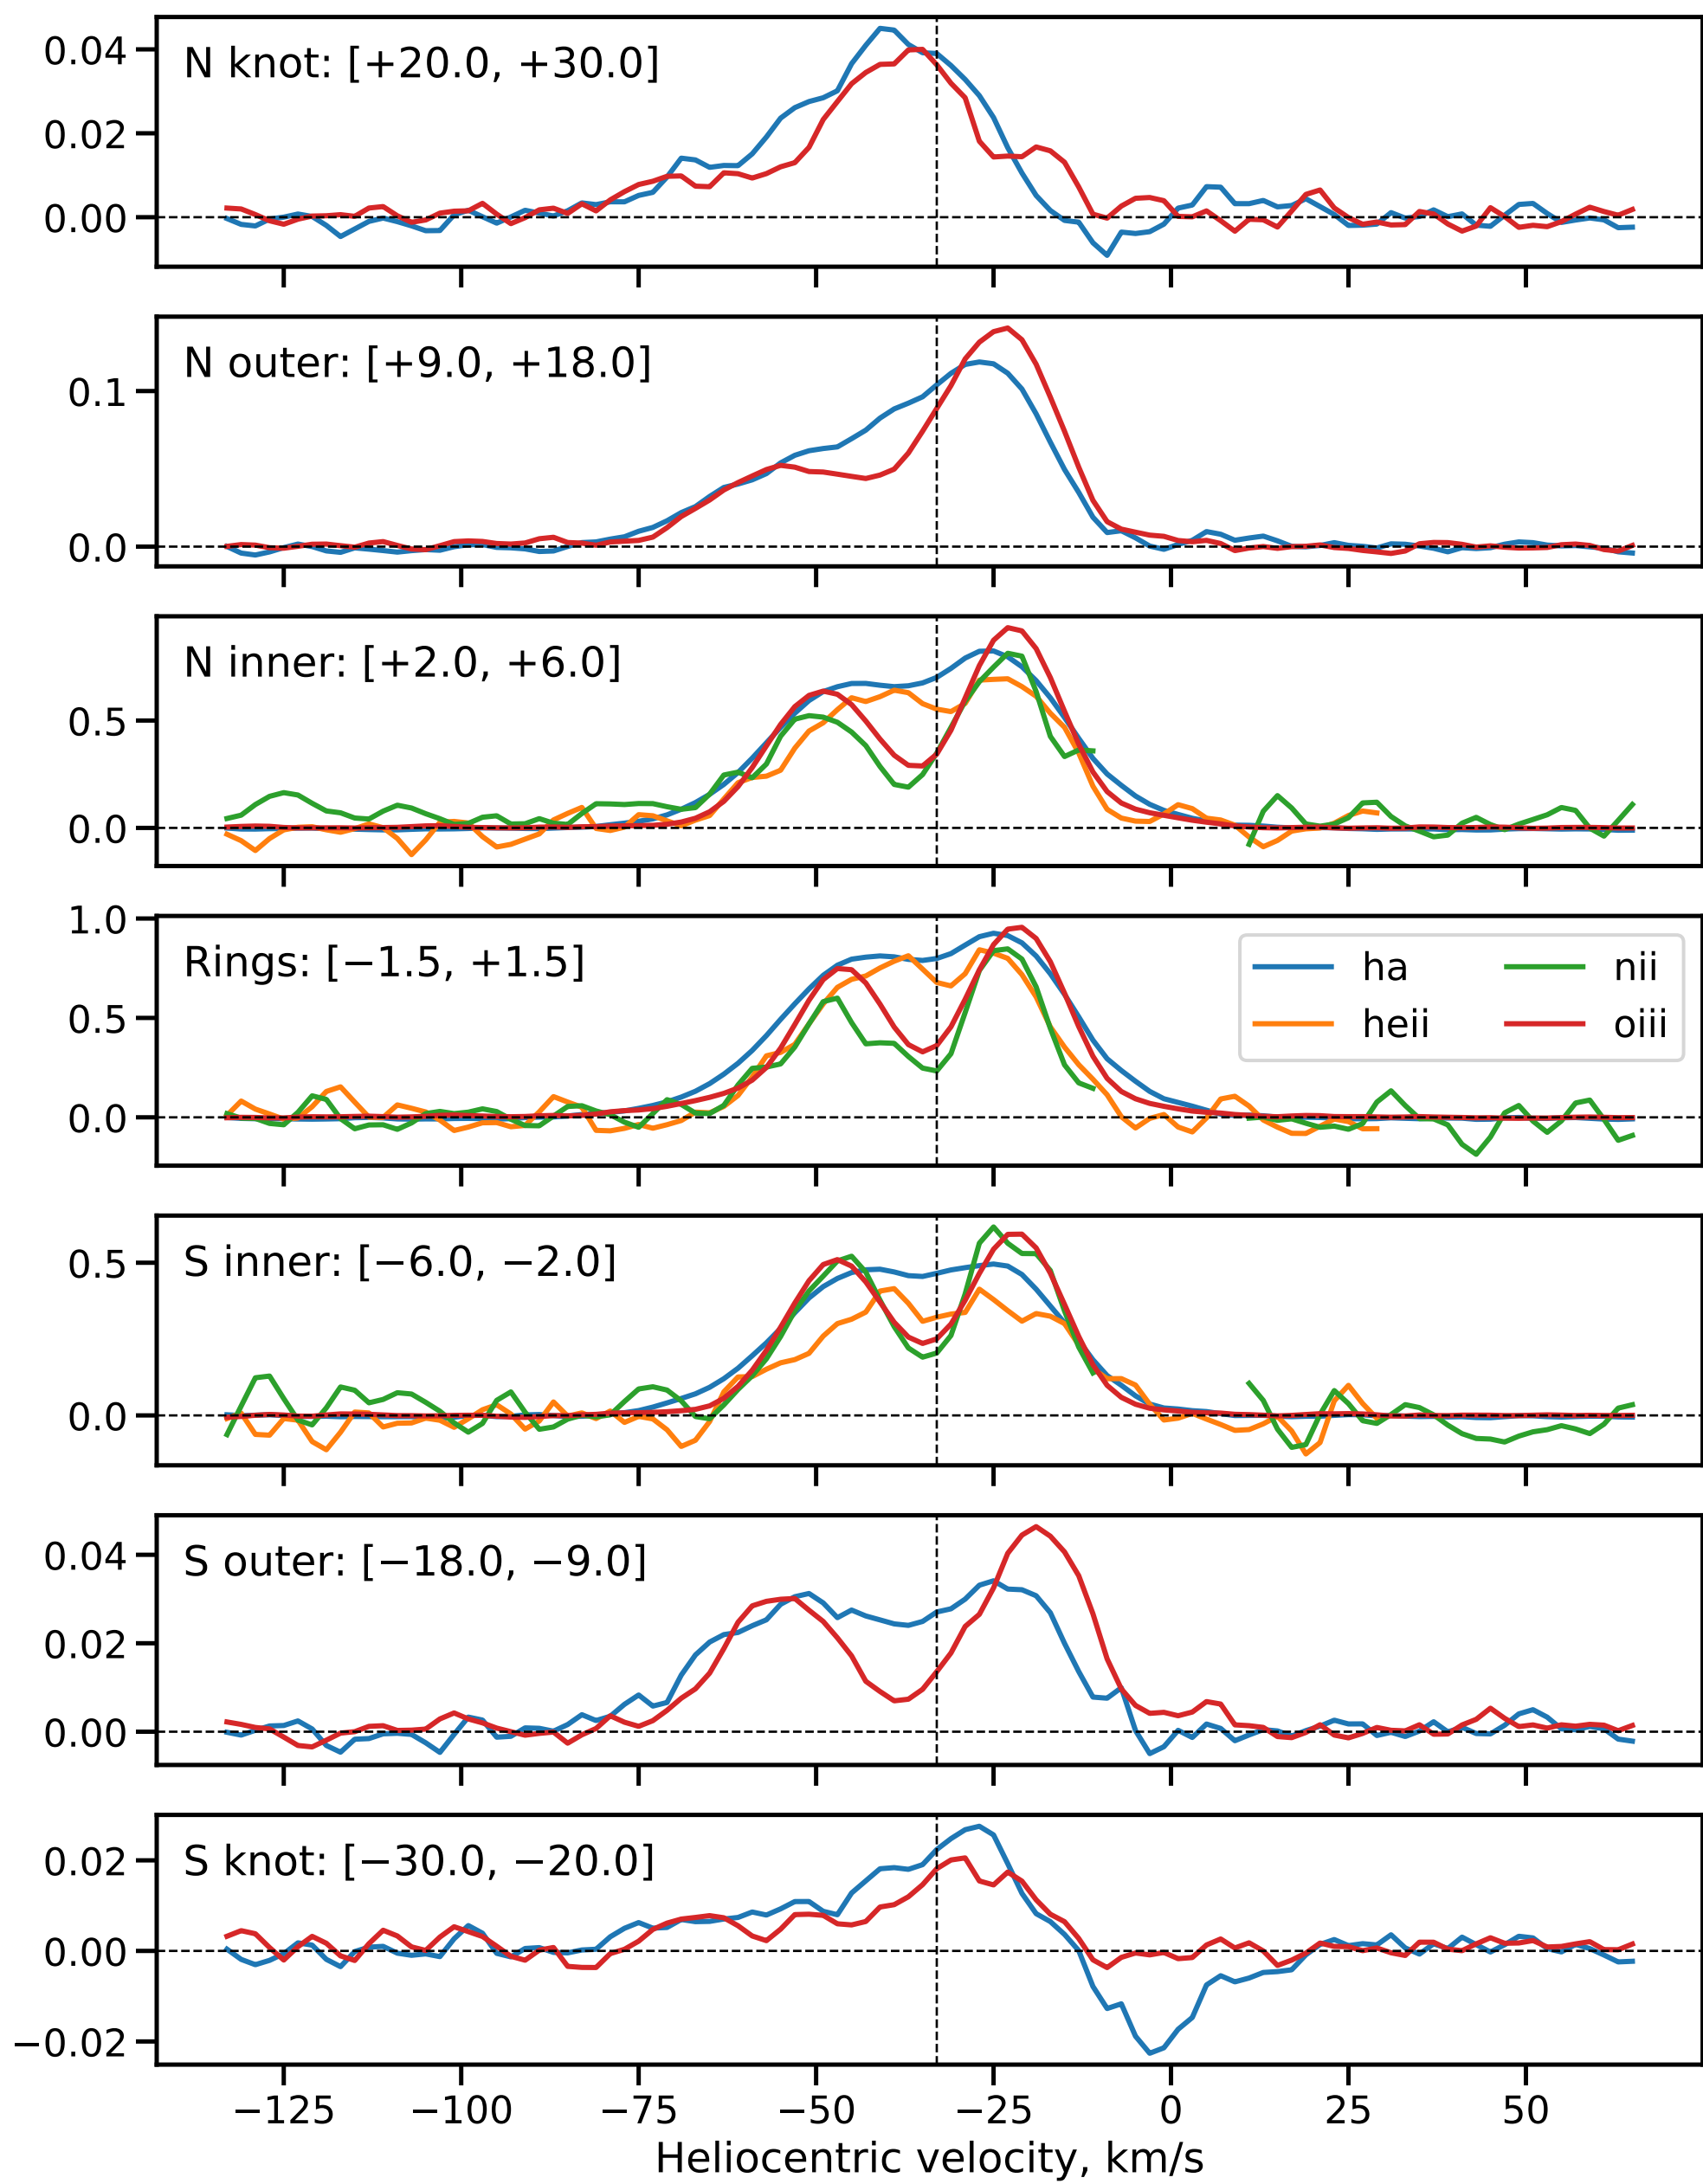 N knot: [+20.0, +30.0]
0.04
0.02
0.00
N outer: [+9.0, +18.0]
0.1
0.0
N inner: [+2.0, +6.0]
0.5
0.0
Rings: [−1.5, +1.5]
1.0
0.5
0.0
ha nii
heii oiii
S inner: [−6.0, −2.0]
0.5
0.0
S outer: [−18.0, −9.0]
0.04
0.02
0.00
S knot: [−30.0, −20.0]
0.02
0.00
−0.02
−125 −100 −75 −50 −25 0 25 50
Heliocentric velocity, km/s